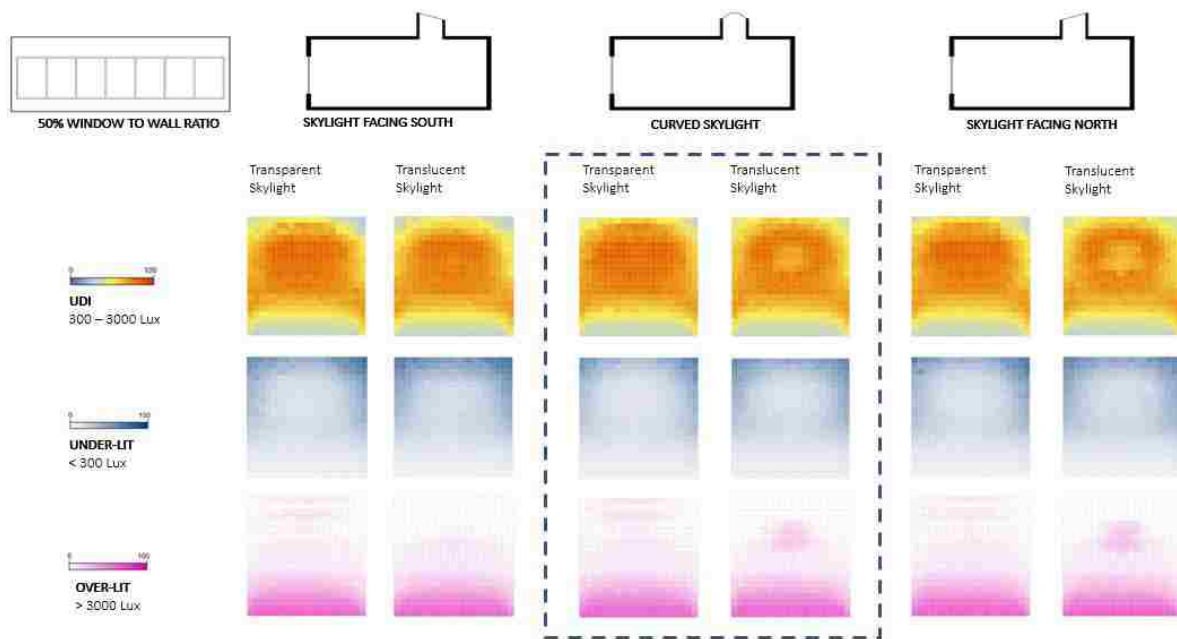 50% WINDOW TO WALL RATIO
SKYLIGHT FACING SOUTH
CURVED SKYLIGHT
SKYLIGHT FACING NORTH
Transparent
Skylight
Translucent
Skylight
Transparent
Skylight
Translucent
Skylight
Transparent
Skylight
Translucent
Skylight
0 100
UDI
300 – 3000 Lux
0 100
UNDER-LIT
< 300 Lux
0 100
OVER-LIT
> 3000 Lux